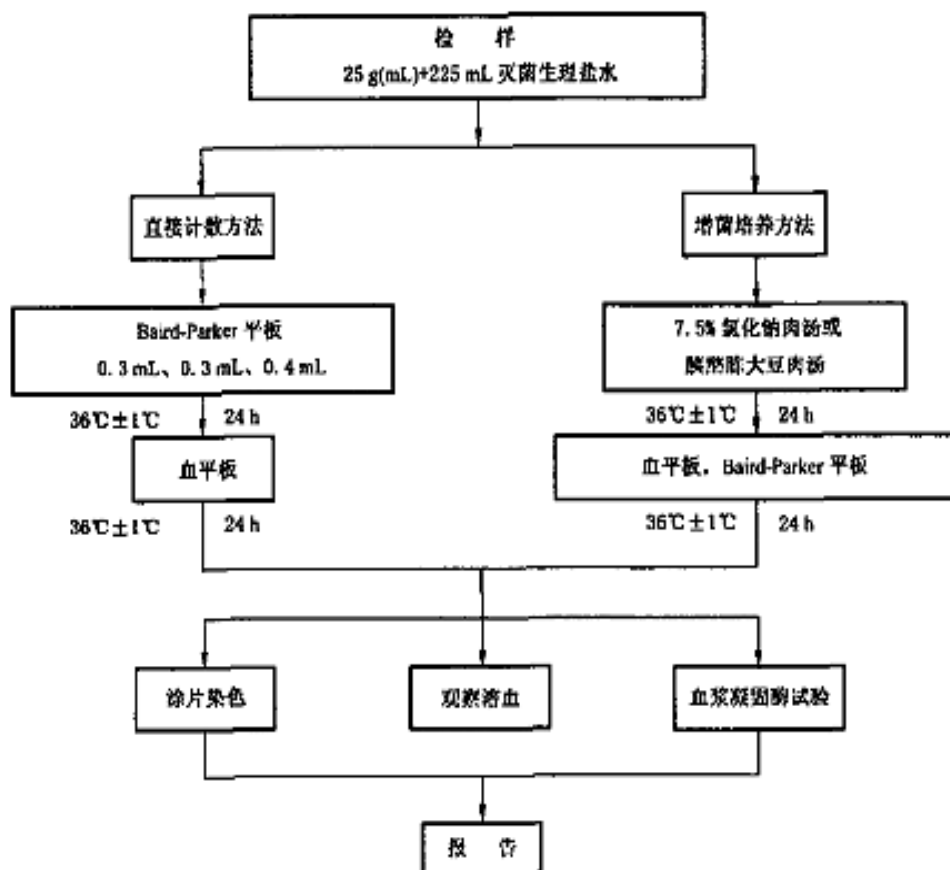 检 样
25 g(mL)+225 mL 灭菌生理盐水
直接计数方法
增菌培养方法
Baird-Parker 平板
0.3 mL、0.3 mL、0.4 mL
7.5% 氯化钠肉汤或
胰酪胨大豆肉汤
36℃±1℃ 24 h
36℃±1℃ 24 h
血平板
血平板，Baird-Parker 平板
36℃±1℃ 24 h
36℃±1℃ 24 h
涂片染色
观察溶血
血浆凝固酶试验
报 告